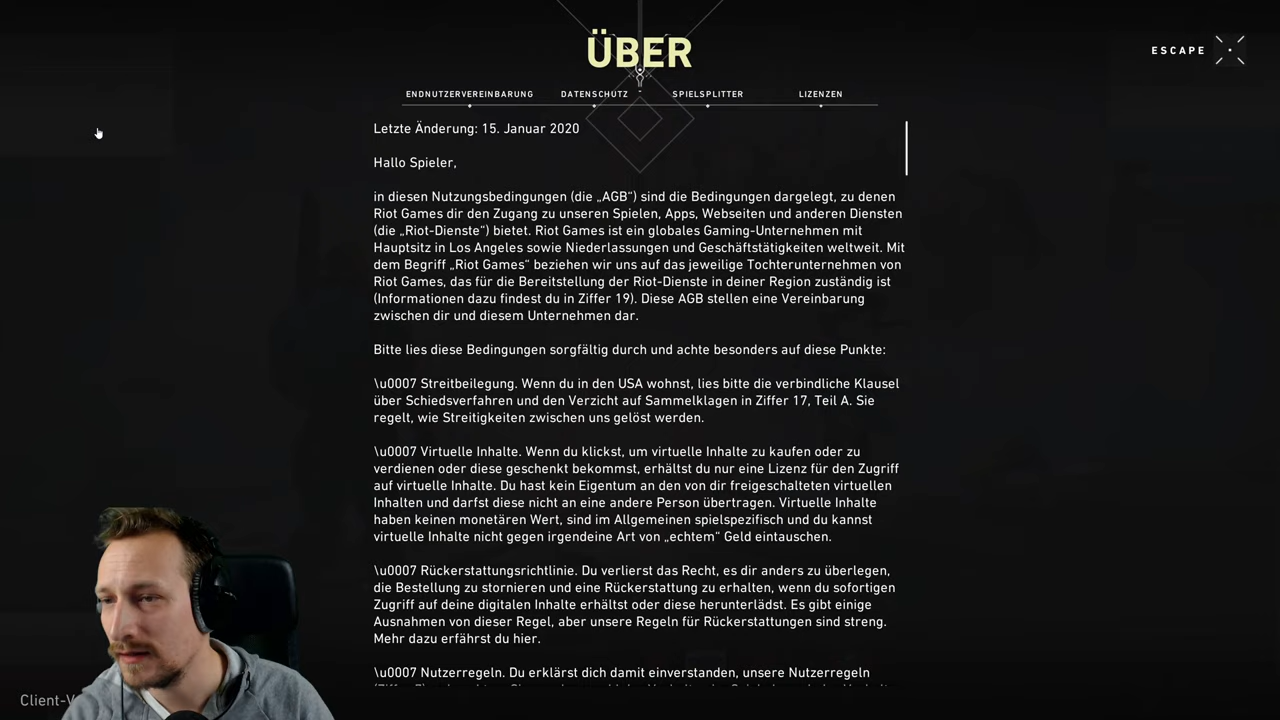 ÜBER
ESCAPE
ENDNUTZERVEREINBARUNG DATENSCHUTZ SPIELSPLITTER LIZENZEN
Letzte Änderung: 15. Januar 2020
Hallo Spieler,
in diesen Nutzungsbedingungen (die „AGB“) sind die Bedingungen dargelegt, zu denen
Riot Games dir den Zugang zu unseren Spielen, Apps, Webseiten und anderen Diensten
(die „Riot-Dienste“) bietet. Riot Games ist ein globales Gaming-Unternehmen mit
Hauptsitz in Los Angeles sowie Niederlassungen und Geschäftstätigkeiten weltweit. Mit
dem Begriff „Riot Games“ beziehen wir uns auf das jeweilige Tochterunternehmen von
Riot Games, das für die Bereitstellung der Riot-Dienste in deiner Region zuständig ist
(Informationen dazu findest du in Ziffer 19). Diese AGB stellen eine Vereinbarung
zwischen dir und diesem Unternehmen dar.
Bitte lies diese Bedingungen sorgfältig durch und achte besonders auf diese Punkte:
\u0007 Streitbeilegung. Wenn du in den USA wohnst, lies bitte die verbindliche Klausel
über Schiedsverfahren und den Verzicht auf Sammelklagen in Ziffer 17, Teil A. Sie
regelt, wie Streitigkeiten zwischen uns gelöst werden.
\u0007 Virtuelle Inhalte. Wenn du klickst, um virtuelle Inhalte zu kaufen oder zu
verdienen oder diese geschenkt bekommst, erhältst du nur eine Lizenz für den Zugriff
auf virtuelle Inhalte. Du hast kein Eigentum an den von dir freigeschalteten virtuellen
Inhalten und darfst diese nicht an eine andere Person übertragen. Virtuelle Inhalte
haben keinen monetären Wert, sind im Allgemeinen spielspezifisch und du kannst
virtuelle Inhalte nicht gegen irgendeine Art von „echtem“ Geld eintauschen.
\u0007 Rückerstattungsrichtlinie. Du verlierst das Recht, es dir anders zu überlegen,
die Bestellung zu stornieren und eine Rückerstattung zu erhalten, wenn du sofortigen
Zugriff auf deine digitalen Inhalte erhältst oder diese herunterlädst. Es gibt einige
Ausnahmen von dieser Regel, aber unsere Regeln für Rückerstattungen sind streng.
Mehr dazu erfährst du hier.
\u0007 Nutzerregeln. Du erklärst dich damit einverstanden, unsere Nutzerregeln
Client-V